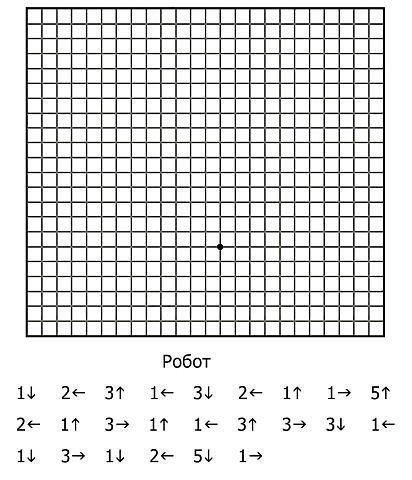 Робот
1↓ 2← 3↑ 1← 3↓ 2← 1↑ 1→ 5↑
2← 1↑ 3→ 1↑ 1← 3↑ 3→ 3↓ 1←
1↓ 3→ 1↓ 2← 5↓ 1→